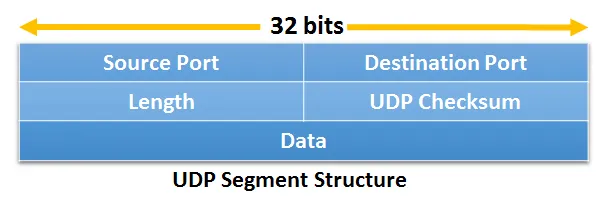 32 bits
Source Port Destination Port
Length UDP Checksum
Data
UDP Segment Structure